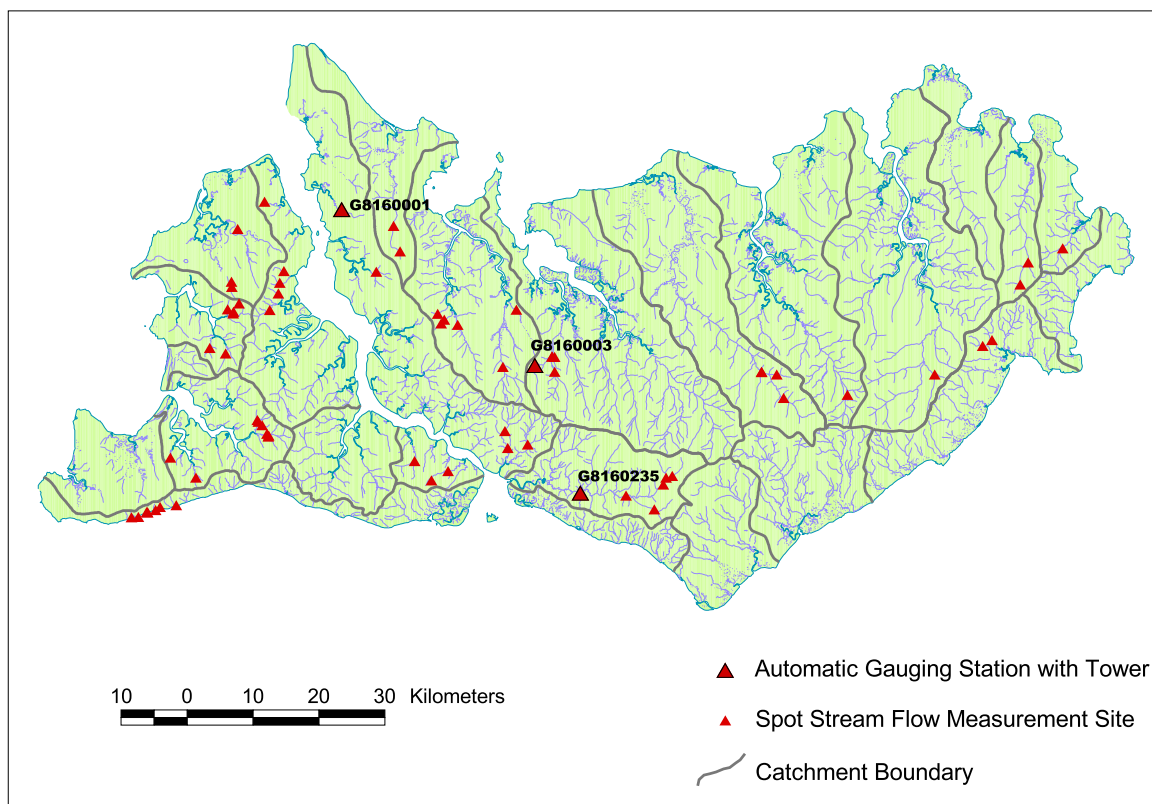 G8160001
G8160003
G8160235
10 0 10 20 30 Kilometers
Automatic Gauging Station with Tower
Spot Stream Flow Measurement Site
Catchment Boundary